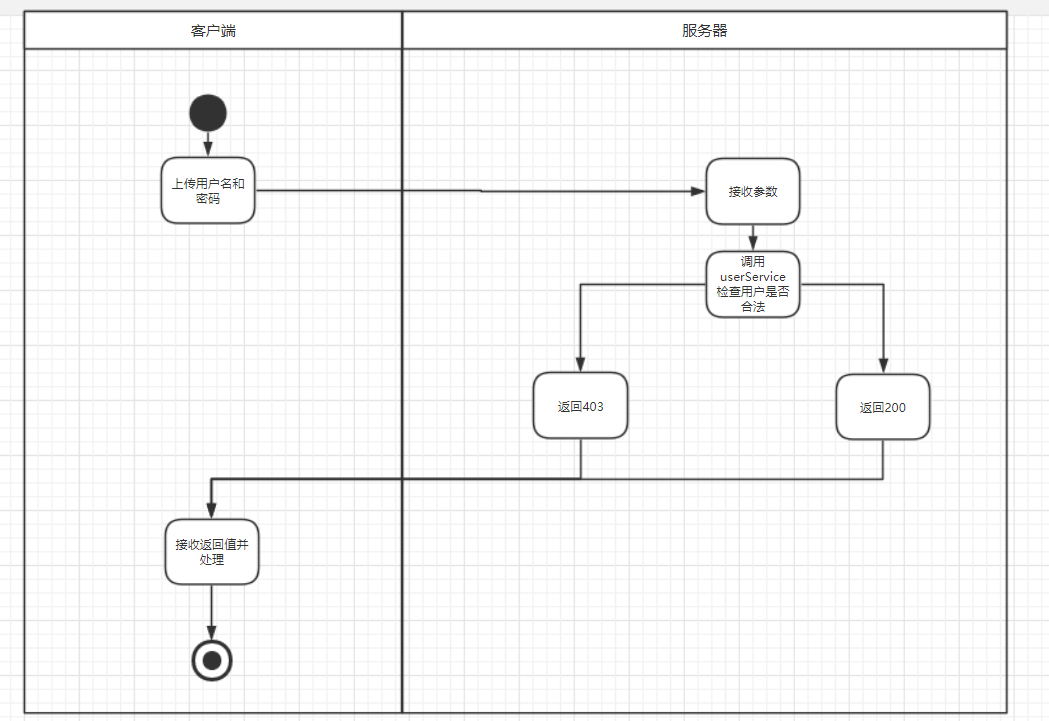 客户端
服务器
上传用户名和
密码
接收参数
调用
userService
检查用户是否
合法
返回403
返回200
接收返回值并
处理